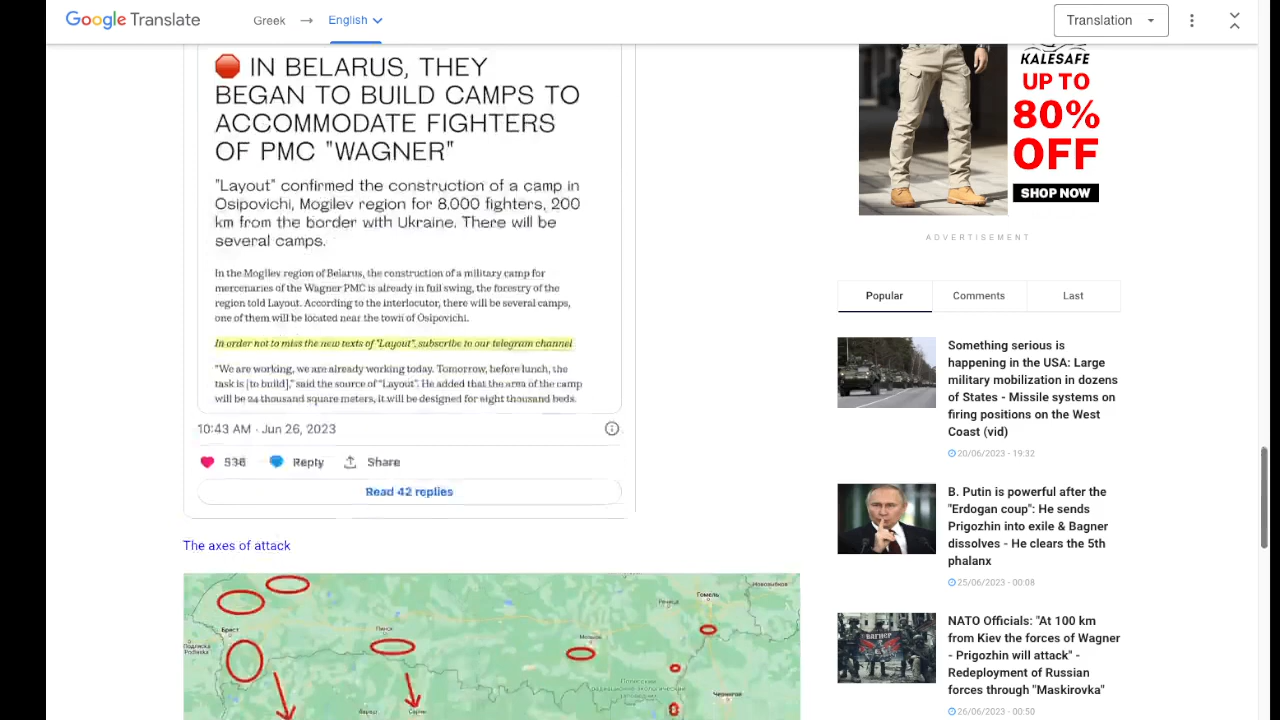 Google Translate
Greek → English
Translation
🛑 IN BELARUS, THEY
BEGAN TO BUILD CAMPS TO
ACCOMMODATE FIGHTERS
OF PMC "WAGNER"
"Layout" confirmed the construction of a camp in
Osipovichi, Mogilev region for 8,000 fighters, 200
km from the border with Ukraine. There will be
several camps.
In the Mogilev region of Belarus, the construction of a military camp for
mercenaries of the Wagner PMC is already in full swing, the forestry of the
region told Layout. According to the interlocutor, there will be several camps,
one of them will be located near the town of Osipovichi.
In order not to miss the new texts of "Layout", subscribe to our telegram channel
"We are working, we are already working today. Tomorrow, before lunch, the
task is [to build]," said the source of "Layout". He added that the area of the camp
will be 24 thousand square meters, it will be designed for eight thousand beds.
10:43 AM · Jun 26, 2023
536 Reply Share
Read 42 replies
The axes of attack
Новозыбков
Гомель
Речица
Брест
Пинск
Мозырь
Чернигов
Сарны
KALESAFE
UP TO
80%
OFF
SHOP NOW
ADVERTISEMENT
Popular Comments Last
Something serious is
happening in the USA: Large
military mobilization in dozens
of States - Missile systems on
firing positions on the West
Coast (vid)
20/06/2023 - 19:32
B. Putin is powerful after the
"Erdogan coup": He sends
Prigozhin into exile & Bagner
dissolves - He clears the 5th
phalanx
25/06/2023 - 00:08
ВАГНЕР
NATO Officials: "At 100 km
from Kiev the forces of Wagner
- Prigozhin will attack" -
Redeployment of Russian
forces through "Maskirovka"
26/06/2023 - 00:50